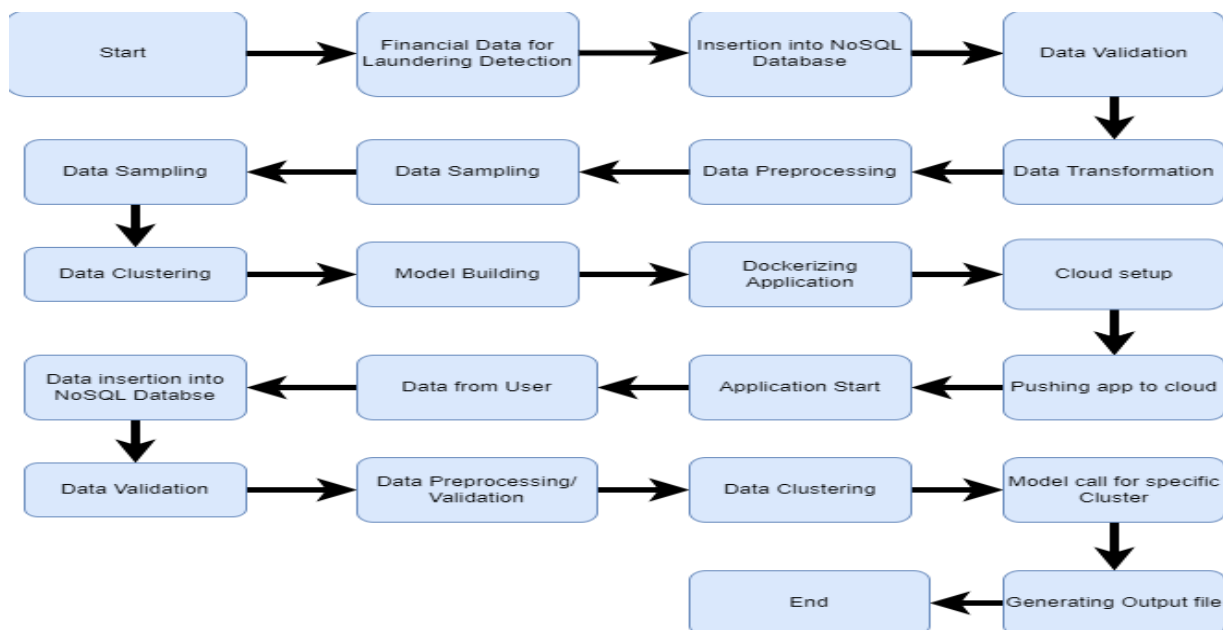 Start
Financial Data for
Laundering Detection
Insertion into NoSQL
Database
Data Validation
Data Sampling
Data Sampling
Data Preprocessing
Data Transformation
Data Clustering
Model Building
Dockerizing
Application
Cloud setup
Data insertion into
NoSQL Databse
Data from User
Application Start
Pushing app to cloud
Data Validation
Data Preprocessing/
Validation
Data Clustering
Model call for specific
Cluster
End
Generating Output file